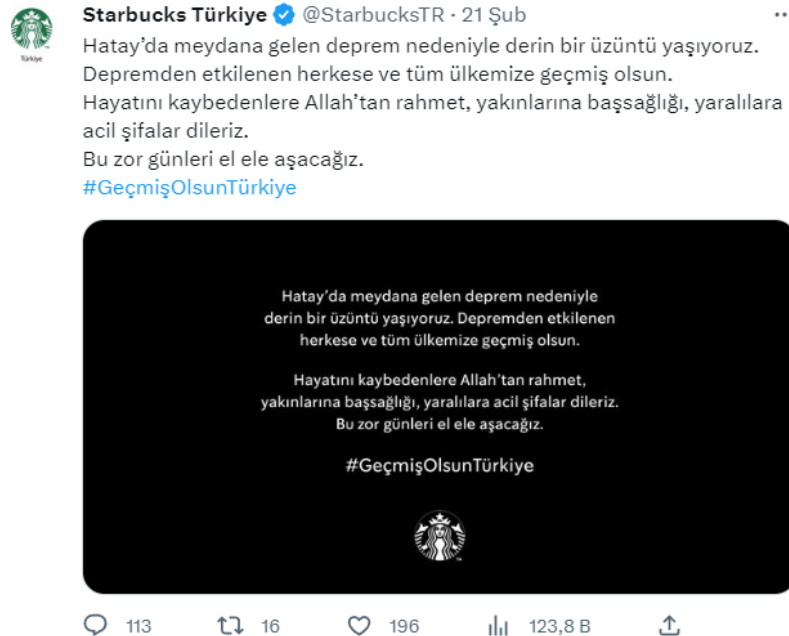 Starbucks Türkiye @StarbucksTR · 21 Şub
Türkiye
Hatay’da meydana gelen deprem nedeniyle derin bir üzüntü yaşıyoruz.
Depremden etkilenen herkese ve tüm ülkemize geçmiş olsun.
Hayatını kaybedenlere Allah’tan rahmet, yakınlarına başsağlığı, yaralılara
acil şifalar dileriz.
Bu zor günleri el ele aşacağız.
#GeçmişOlsunTürkiye
Hatay’da meydana gelen deprem nedeniyle
derin bir üzüntü yaşıyoruz. Depremden etkilenen
herkese ve tüm ülkemize geçmiş olsun.
Hayatını kaybedenlere Allah’tan rahmet,
yakınlarına başsağlığı, yaralılara acil şifalar dileriz.
Bu zor günleri el ele aşacağız.
#GeçmişOlsunTürkiye
113 16 196 123,8 B